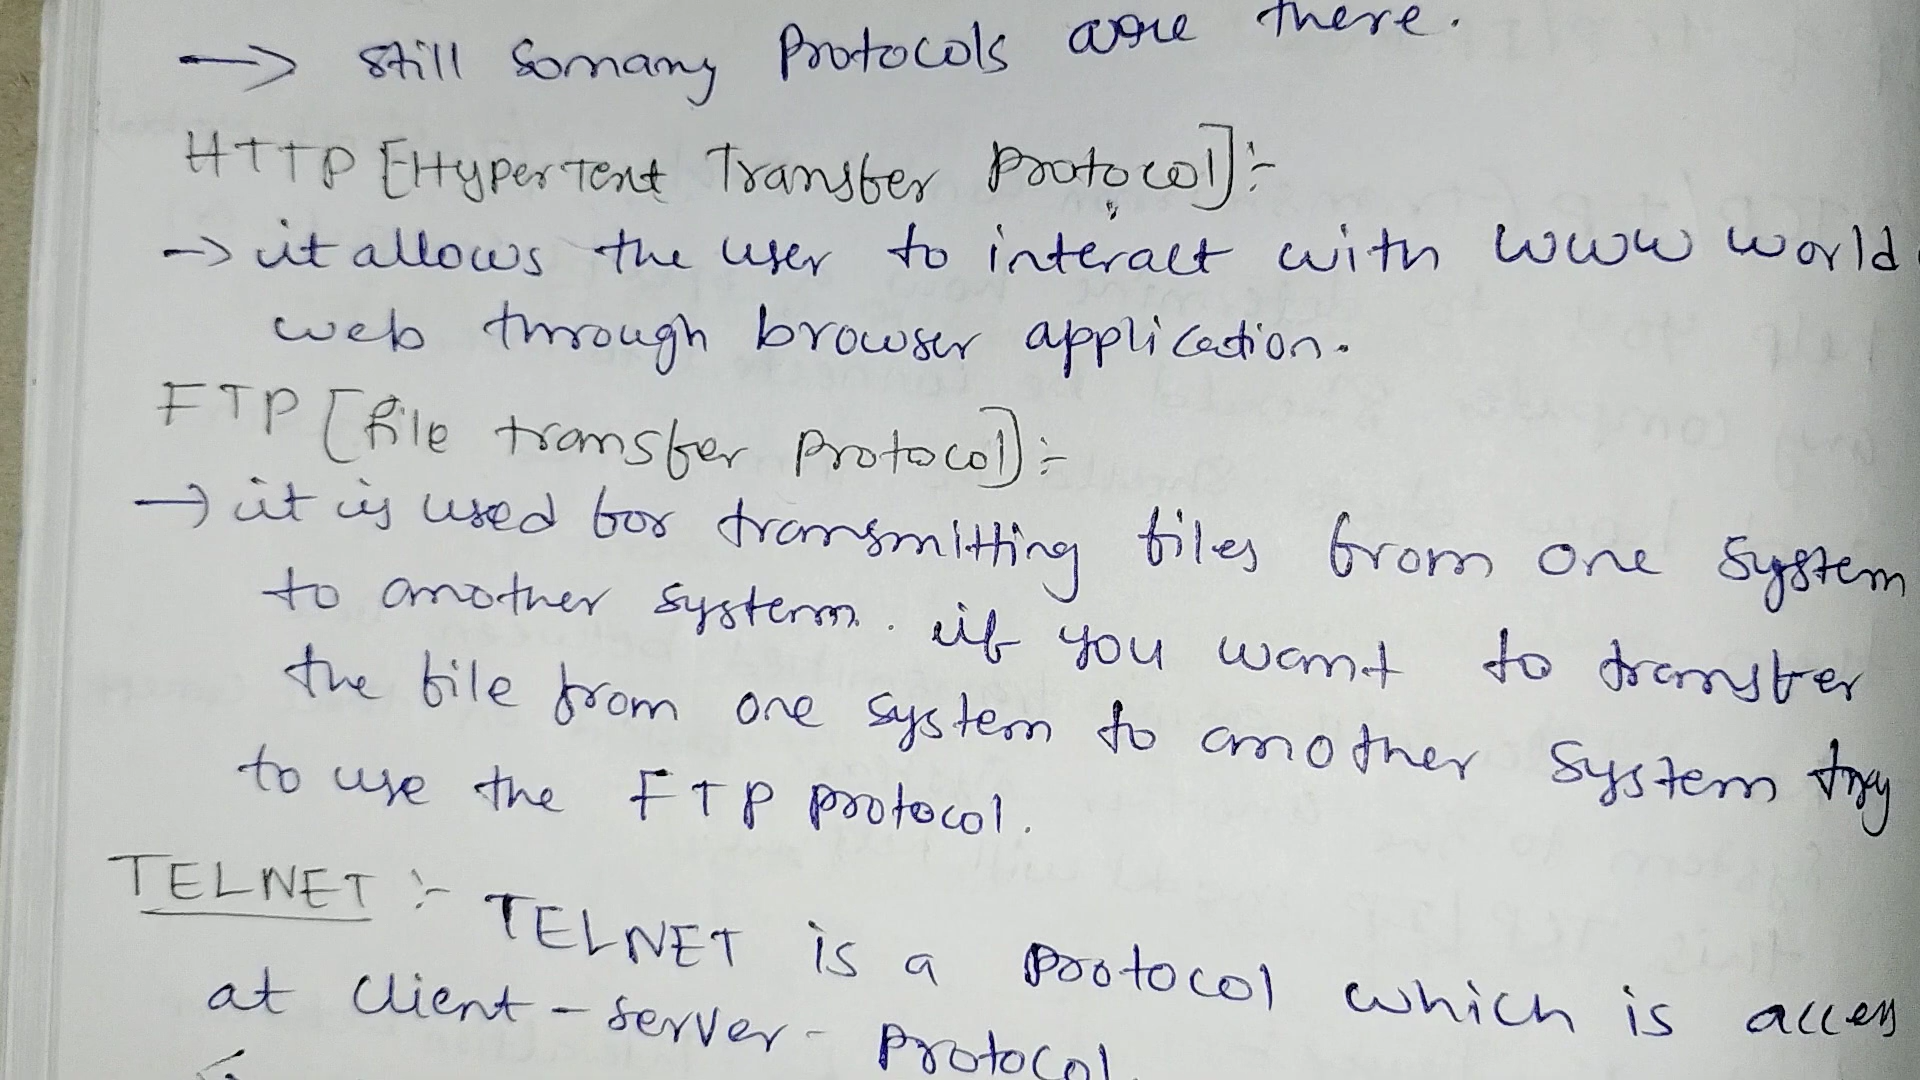 → still somany Protocols are there.
HTTP [HyperText Transfer Protocol]:-
→ it allows the user to interact with www world
web through browser application.
FTP [file transfer Protocol]:-
→ it is used for transmitting files from one system
to another system. if you want to transfer
the file from one system to another system try
to use the FTP protocol.
TELNET :- TELNET is a Protocol which is access
at client-server- Protocol.